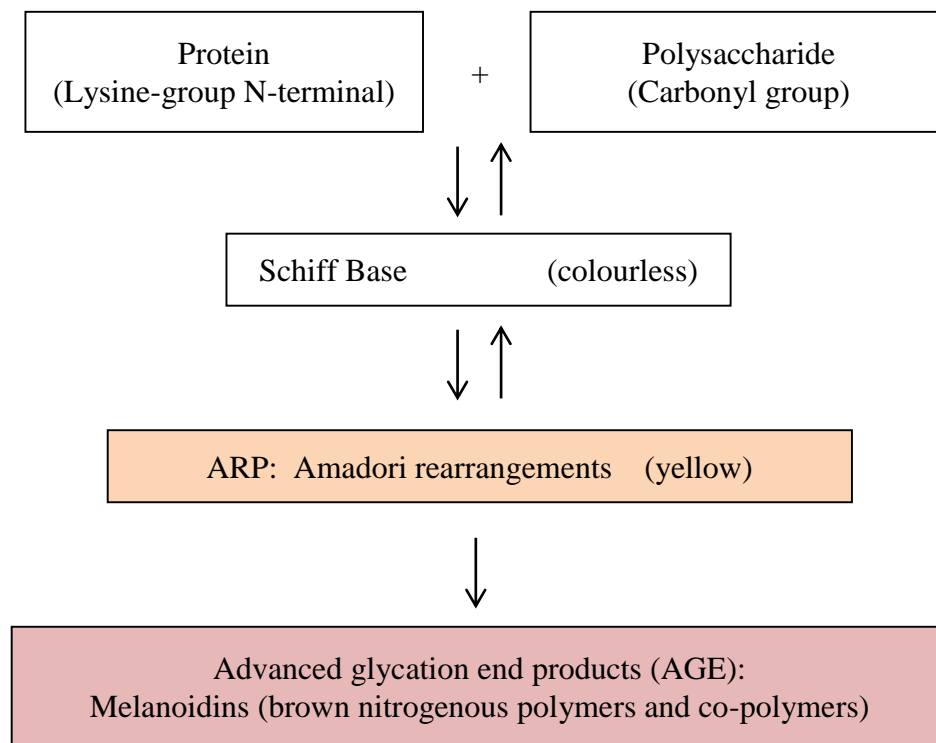 Protein
(Lysine-group N-terminal)
+
Polysaccharide
(Carbonyl group)
Schiff Base (colourless)
ARP: Amadori rearrangements (yellow)
Advanced glycation end products (AGE):
Melanoidins (brown nitrogenous polymers and co-polymers)